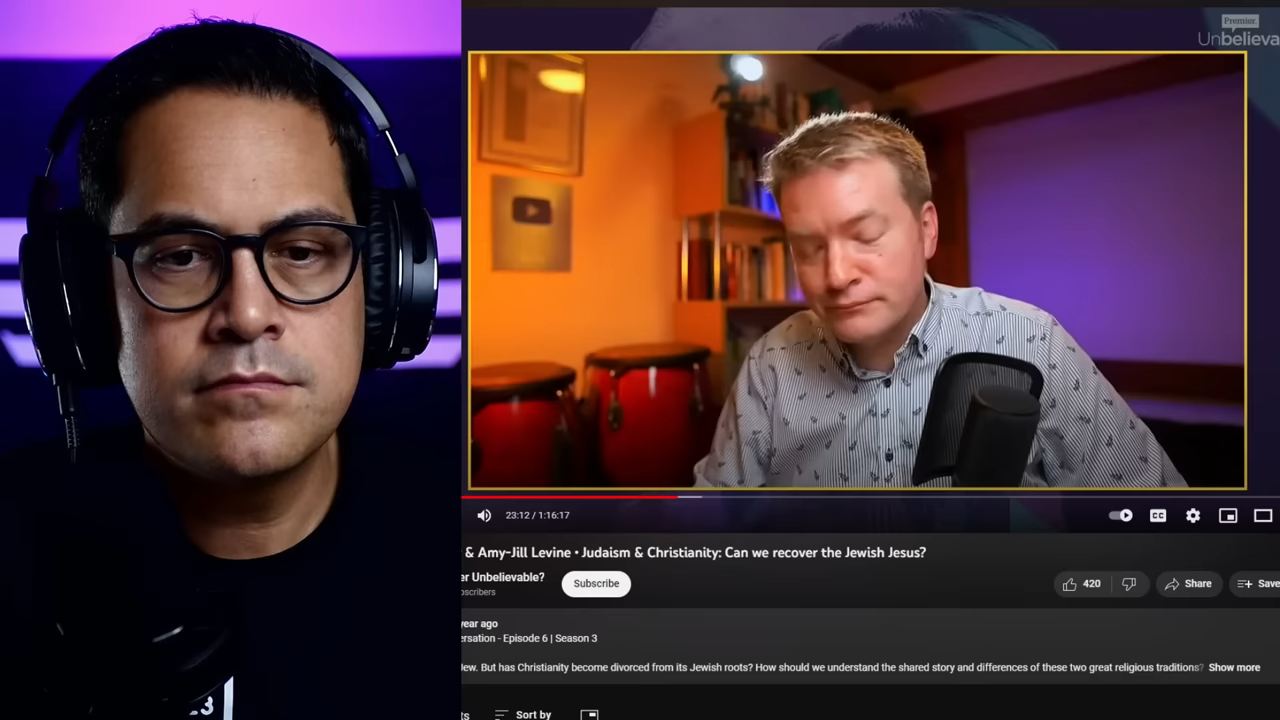 Premier.
Unbelieva
23:12 / 1:16:17
CC
& Amy-Jill Levine • Judaism & Christianity: Can we recover the Jewish Jesus?
er Unbelievable?
Subscribe
bscribers
420
Share
Save
year ago
ersation - Episode 6 | Season 3
Jew. But has Christianity become divorced from its Jewish roots? How should we understand the shared story and differences of these two great religious traditions? Show more
ts
Sort by